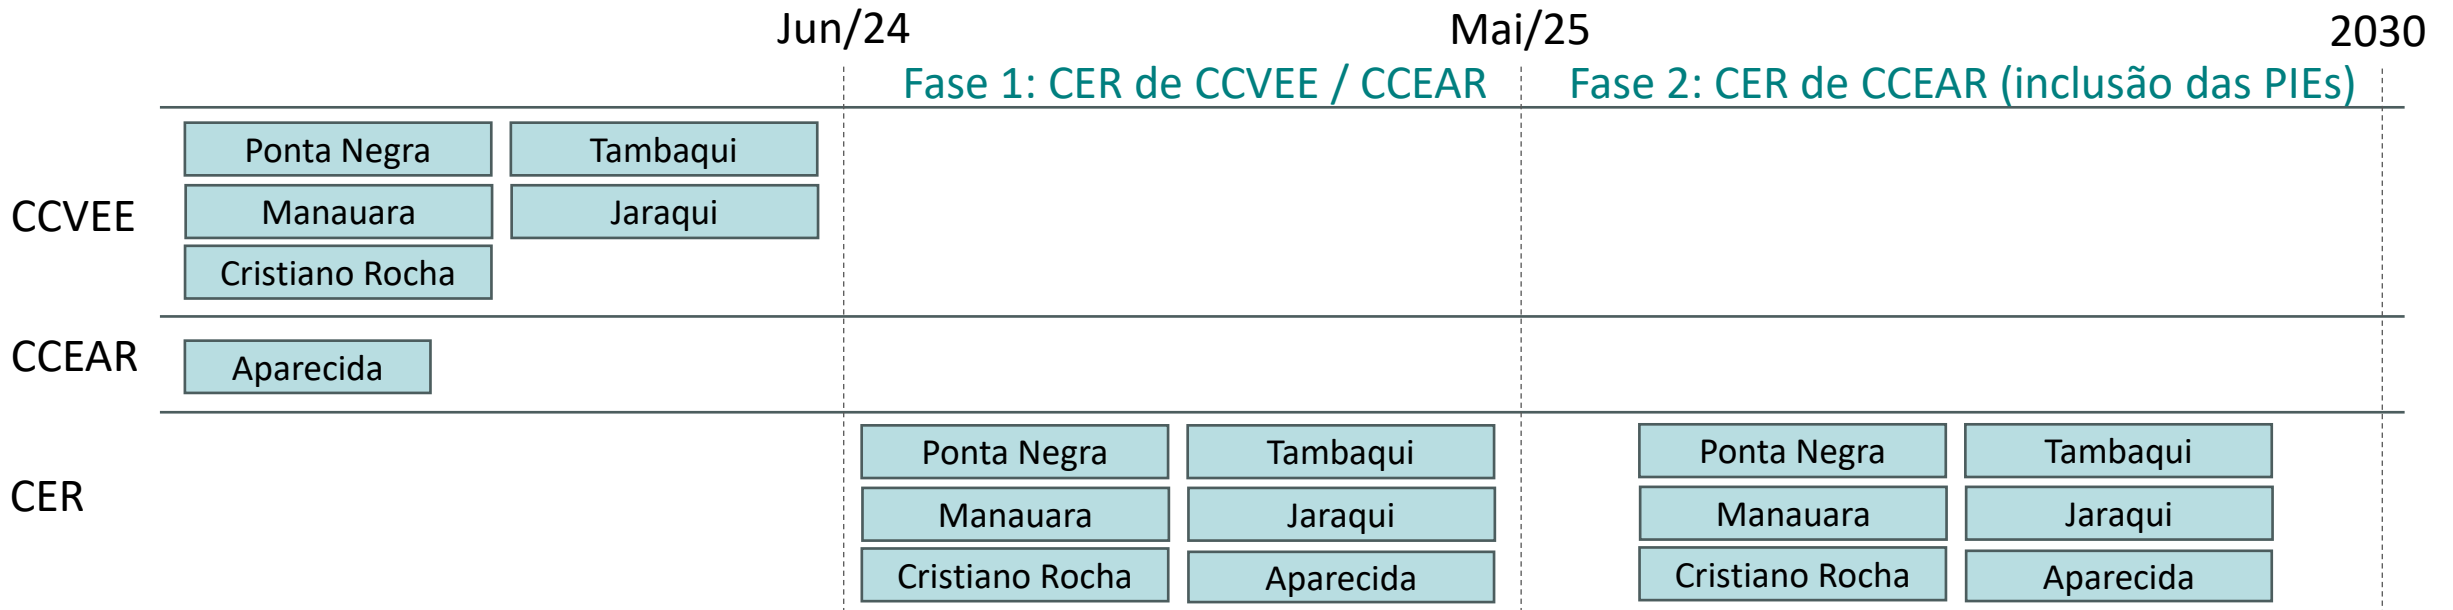 Jun/24 Mai/25 2030
Fase 1: CER de CCVEE / CCEAR Fase 2: CER de CCEAR (inclusão das PIEs)
CCVEE
Ponta Negra Tambaqui
Manauara Jaraqui
Cristiano Rocha
CCEAR
Aparecida
CER
Ponta Negra Tambaqui Ponta Negra Tambaqui
Manauara Jaraqui Manauara Jaraqui
Cristiano Rocha Aparecida Cristiano Rocha Aparecida